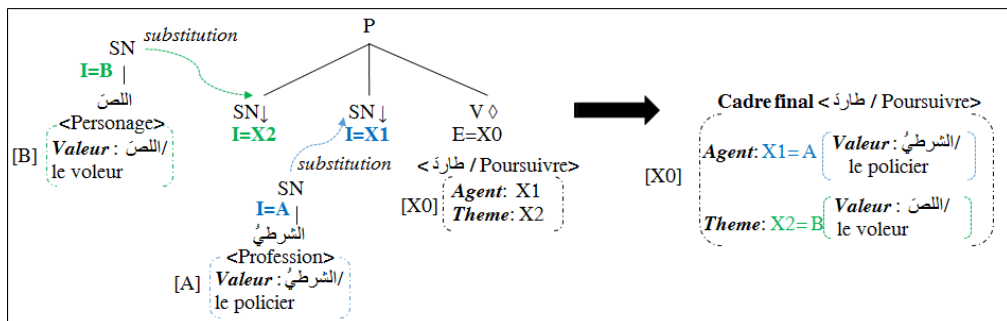 substitution
P
SN
I=B
اللصَ
<Personage>
[B] Valeur : اللصَ/
le voleur
SN↓ SN↓ V ◊
I=X2 I=X1 E=X0
substitution
< طاردَ / Poursuivre>
[X0] Agent: X1
Theme: X2
SN
I=A
الشرطيُ
<Profession>
[A] Valeur : الشرطيُ/
le policier
Cadre final < طاردَ / Poursuivre>
[X0]
Agent: X1= A Valeur : الشرطيُ/
le policier
Theme: X2= B Valeur : اللصَ/
le voleur